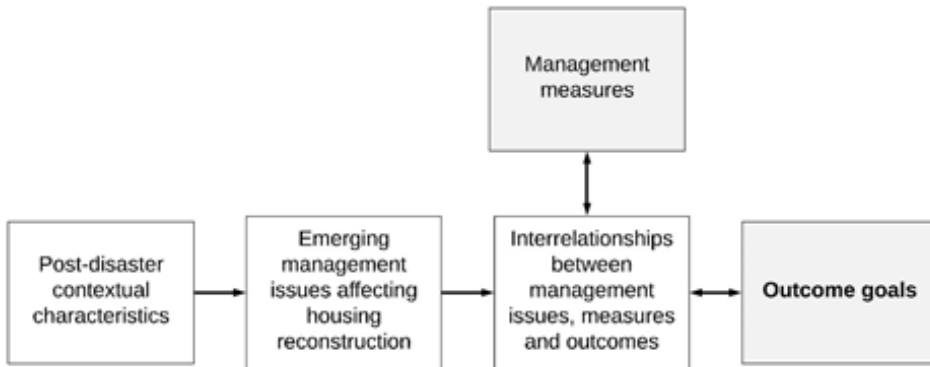 Management
measures
Post-disaster
contextual
characteristics
Emerging
management
issues affecting
housing
reconstruction
Interrelationships
between
management
issues, measures
and outcomes
Outcome goals